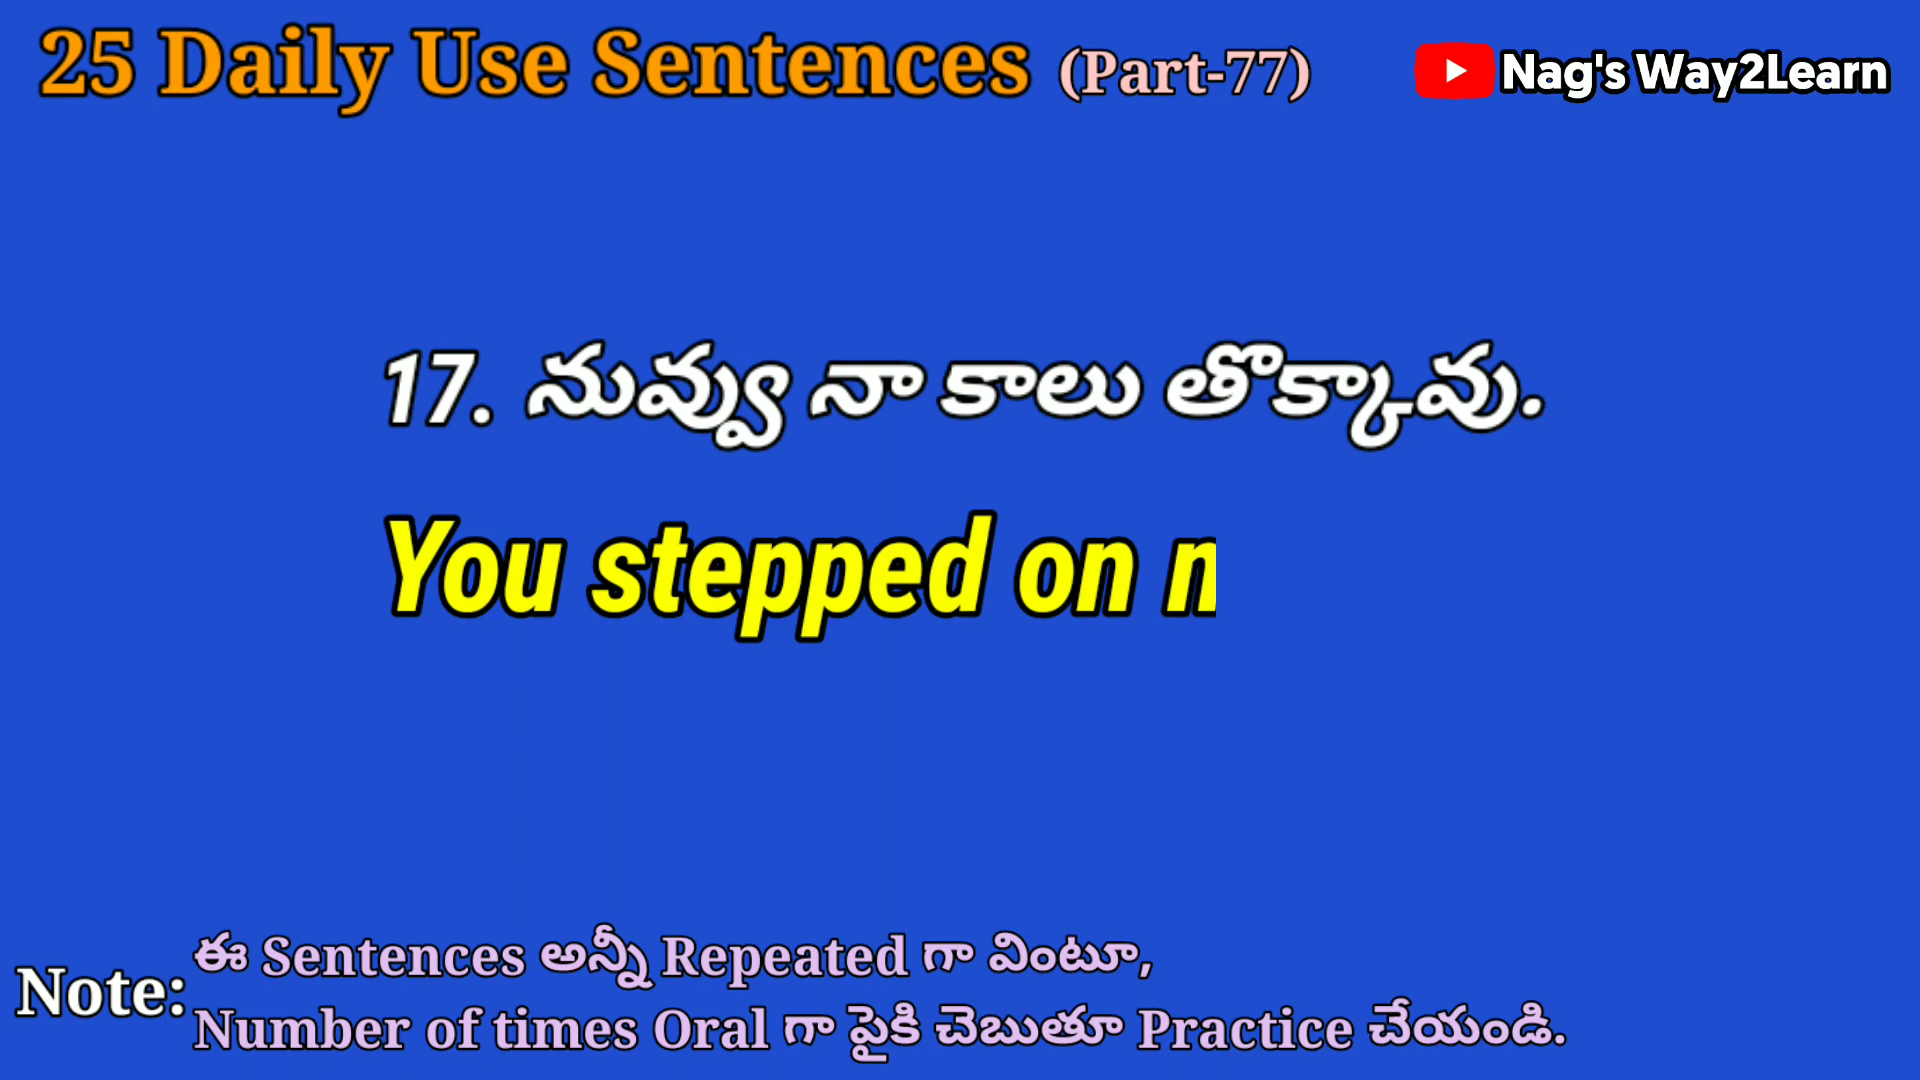 25 Daily Use Sentences (Part-77)
Nag's Way2Learn
17. నువ్వు నా కాలు తొక్కావు.
You stepped on
Note: ఈ Sentences అన్నీ Repeated గా వింటూ,
Number of times Oral గా పైకి చెబుతూ Practice చేయండి.